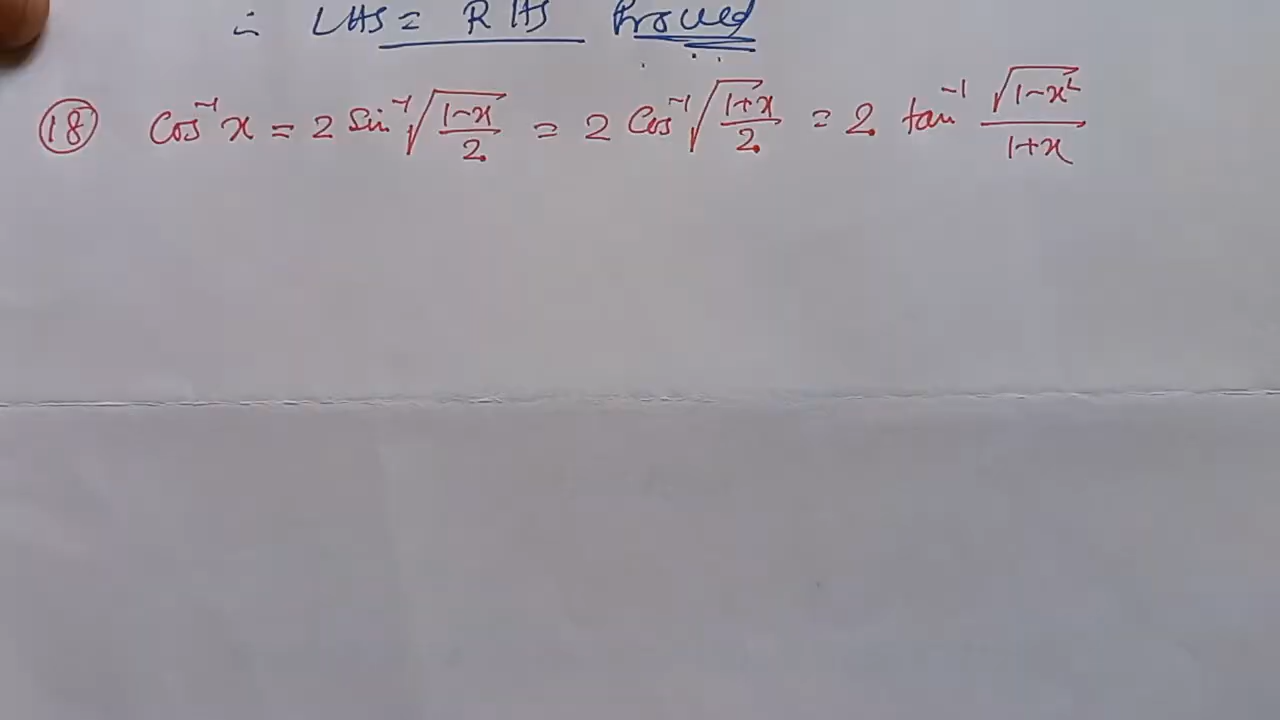 ∴ LHS = RHS Proved
⑱ Cos⁻¹x = 2 Sin⁻¹√((1-x)/2) = 2 Cos⁻¹√((1+x)/2) = 2 tan⁻¹ √(1-x²)/(1+x)